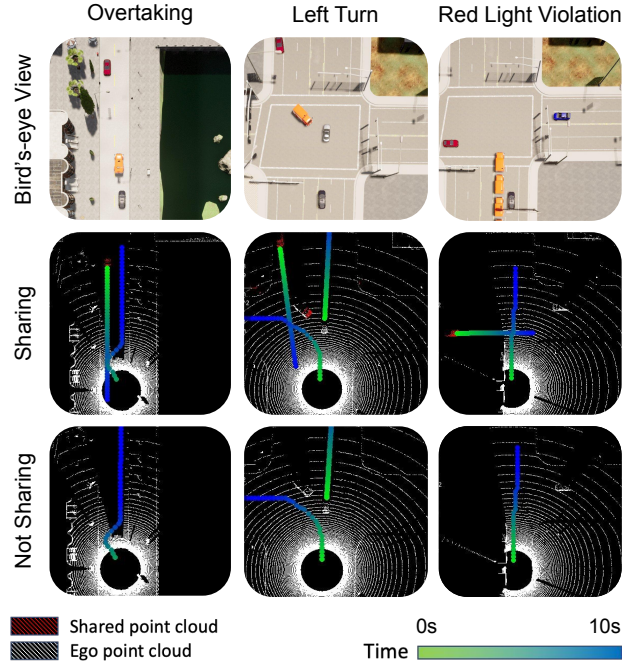 Overtaking
Left Turn
Red Light Violation
Bird's-eye View
Sharing
Not Sharing
Shared point cloud
Ego point cloud
0s
10s
Time